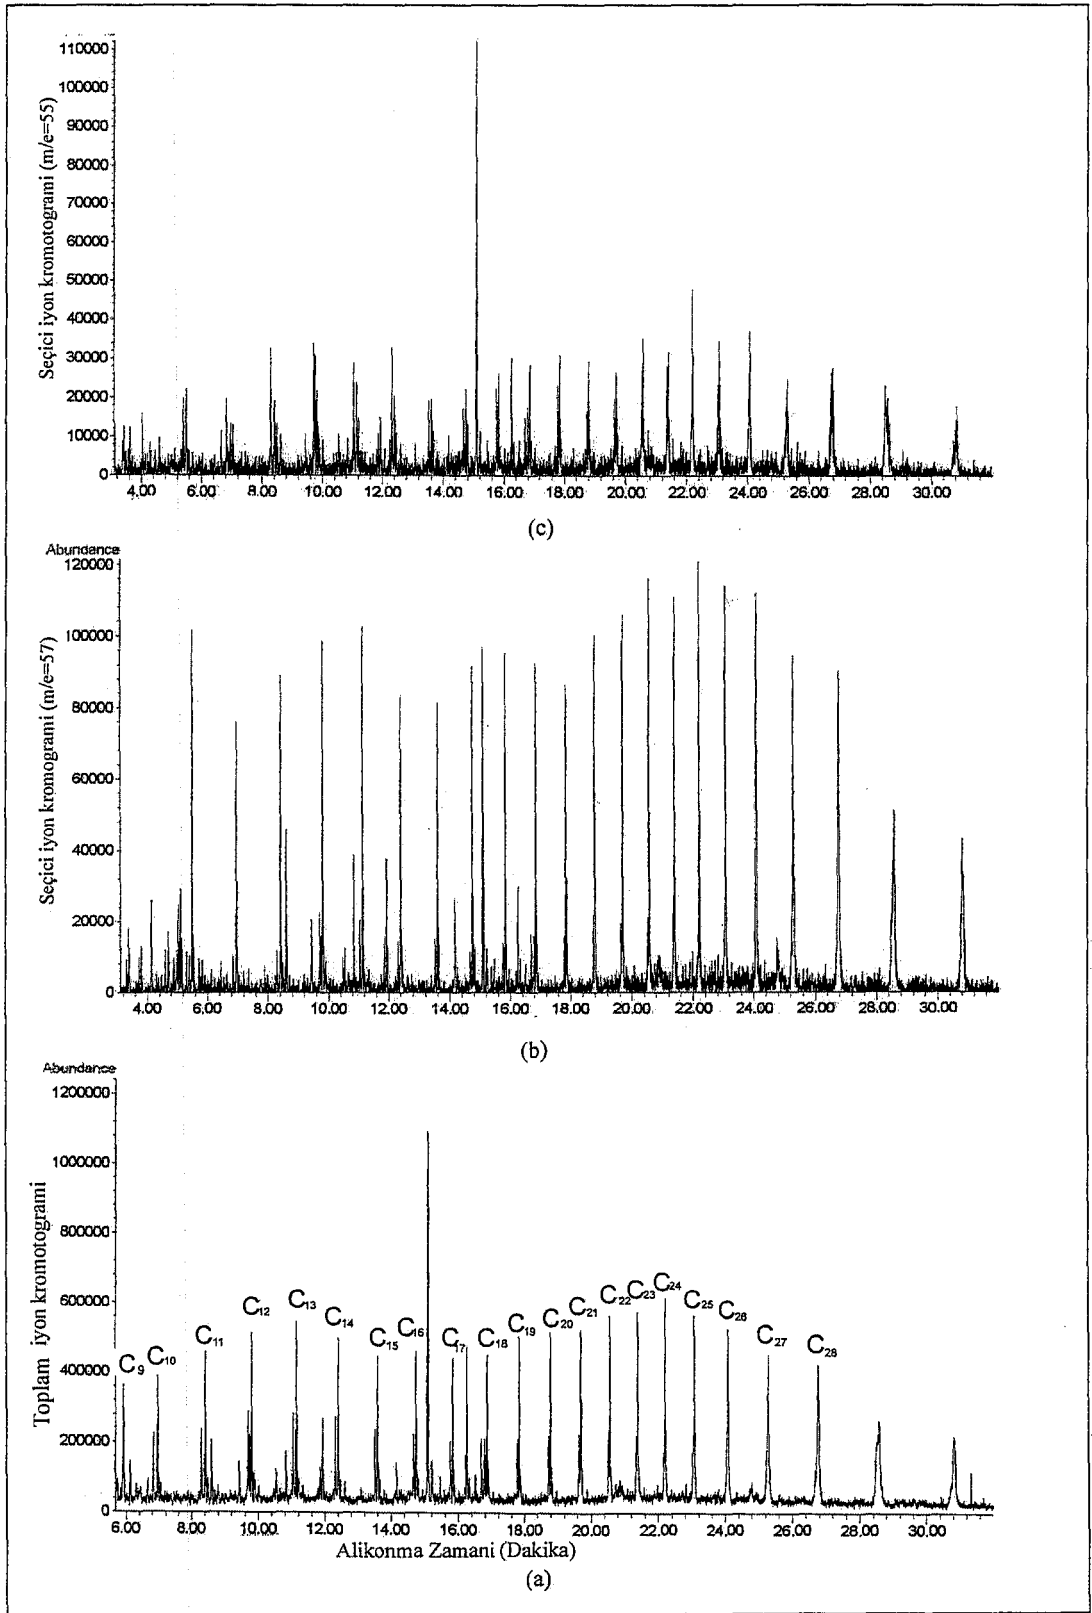 Seçici iyon kromotogrami (m/e=55)
110000
100000
90000
80000
70000
60000
50000
40000
30000
20000
10000
0
4.00 6.00 8.00 10.00 12.00 14.00 16.00 18.00 20.00 22.00 24.00 26.00 28.00 30.00
(c)
Abundance
Seçici iyon kromogrami (m/e=57)
120000
100000
80000
60000
40000
20000
0
4.00 6.00 8.00 10.00 12.00 14.00 16.00 18.00 20.00 22.00 24.00 26.00 28.00 30.00
(b)
Abundance
Toplam iyon kromotogrami
1200000
1000000
800000
600000
400000
200000
0
C9 C10 C11 C12 C13 C14 C15 C16 C17 C18 C19 C20 C21 C22 C23 C24 C25 C26 C27 C28
6.00 8.00 10.00 12.00 14.00 16.00 18.00 20.00 22.00 24.00 26.00 28.00 30.00
Alikonma Zamani (Dakika)
(a)